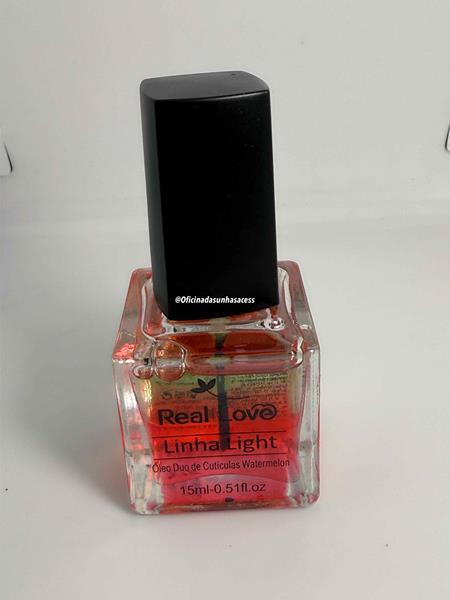 @Oficinadasunhasacess
Real Love
Linha Light
Óleo Duo de Cutículas Watermelon
15ml-0.51fl.oz